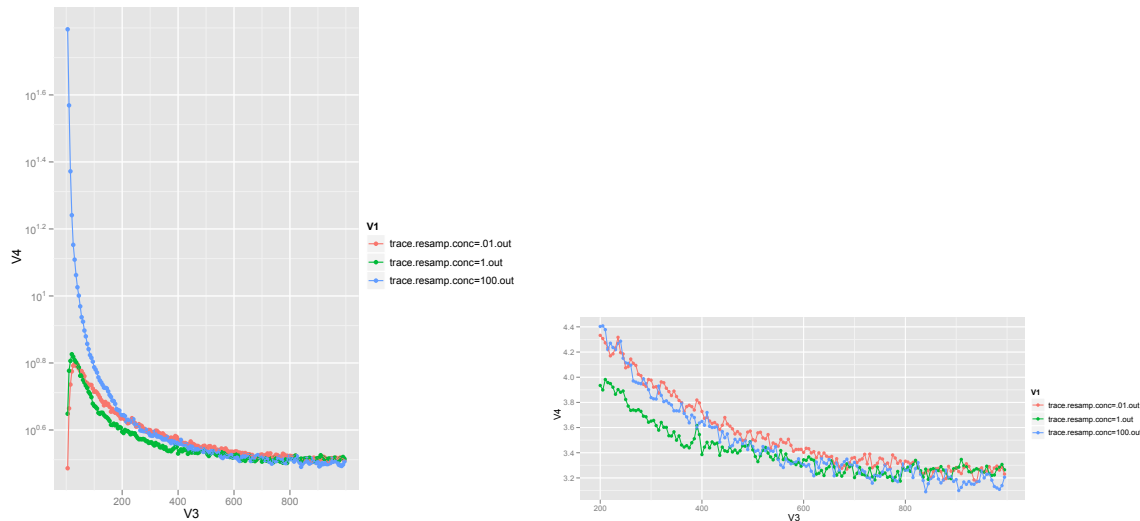 10^1.6
10^1.4
10^1.2
10^1
10^0.8
10^0.6
V4
200
400
600
800
V3
V1
trace.resamp.conc=.01.out
trace.resamp.conc=1.out
trace.resamp.conc=100.out
4.4
4.2
4.0
3.8
3.6
3.4
3.2
V4
200
400
600
800
V3
V1
trace.resamp.conc=.01.out
trace.resamp.conc=1.out
trace.resamp.conc=100.out